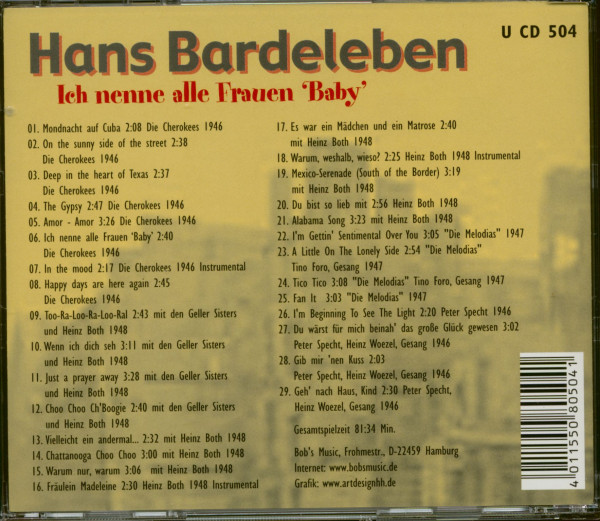 Hans Bardeleben
U CD 504
Ich nenne alle Frauen 'Baby'
01. Mondnacht auf Cuba 2:08 Die Cherokees 1946
02. On the sunny side of the street 2:38
Die Cherokees 1946
03. Deep in the heart of Texas 2:37
Die Cherokees 1946
04. The Gypsy 2:47 Die Cherokees 1946
05. Amor - Amor 3:26 Die Cherokees 1946
06. Ich nenne alle Frauen 'Baby' 2:40
Die Cherokees 1946
07. In the mood 2:17 Die Cherokees 1946 Instrumental
08. Happy days are here again 2:45
Die Cherokees 1946
09. Too-Ra-Loo-Ra-Loo-Ral 2:43 mit den Geller Sisters
und Heinz Both 1948
10. Wenn ich dich seh 3:11 mit den Geller Sisters
und Heinz Both 1948
11. Just a prayer away 3:28 mit den Geller Sisters
und Heinz Both 1948
12. Choo Choo Ch'Boogie 2:40 mit den Geller Sisters
und Heinz Both 1948
13. Vielleicht ein andermal... 2:32 mit Heinz Both 1948
14. Chattanooga Choo Choo 3:00 mit Heinz Both 1948
15. Warum nur, warum 3:06 mit Heinz Both 1948
16. Fräulein Madeleine 2:30 Heinz Both 1948 Instrumental
17. Es war ein Mädchen und ein Matrose 2:40
mit Heinz Both 1948
18. Warum, weshalb, wieso? 2:25 Heinz Both 1948 Instrumental
19. Mexico-Serenade (South of the Border) 3:19
mit Heinz Both 1948
20. Du bist so lieb mit 2:56 Heinz Both 1948
21. Alabama Song 3:23 mit Heinz Both 1948
22. I'm Gettin' Sentimental Over You 3:05 "Die Melodias" 1947
23. A Little On The Lonely Side 2:54 "Die Melodias"
Tino Foro, Gesang 1947
24. Tico Tico 3:08 "Die Melodias" Tino Foro, Gesang 1947
25. Fan It 3:03 "Die Melodias" 1947
26. I'm Beginning To See The Light 2:20 Peter Specht 1946
27. Du wärst für mich beinah' das große Glück gewesen 3:02
Peter Specht, Heinz Woezel, Gesang 1946
28. Gib mir 'nen Kuss 2:03
Peter Specht, Heinz Woezel, Gesang 1946
29. Geh' nach Haus, Kind 2:30 Peter Specht,
Heinz Woezel, Gesang 1946
Gesamtspielzeit 81:34 Min.
Bob's Music, Frohmestr., D-22459 Hamburg
Internet: www.bobsmusic.de
Grafik: www.artdesignhh.de
4 011550 805041